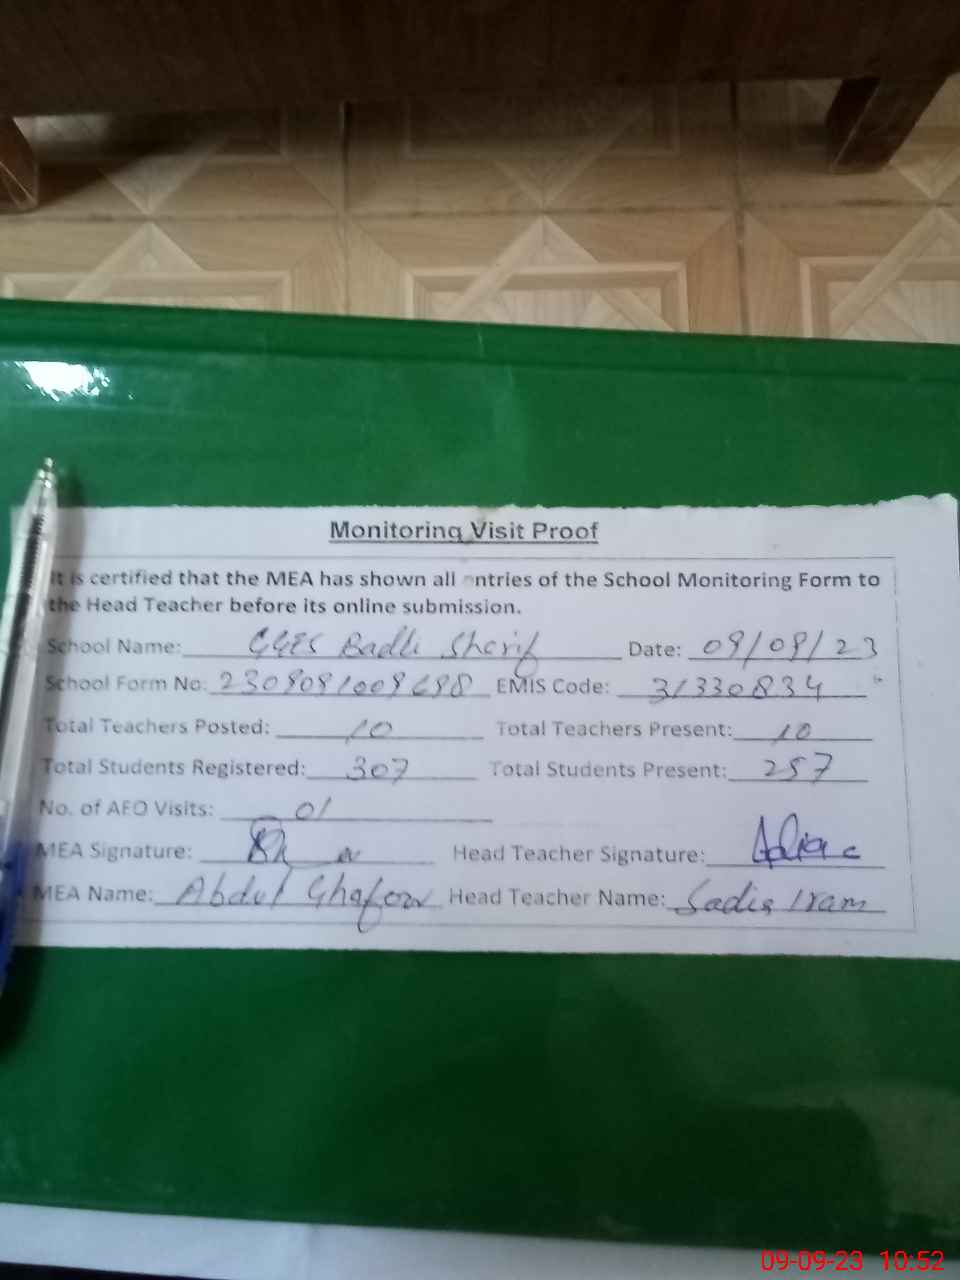 Monitoring Visit Proof
It is certified that the MEA has shown all entries of the School Monitoring Form to
the Head Teacher before its online submission.
School Name: GGES Badli Sharif Date: 09/09/23
School Form No: EMIS Code: 31330834
Total Teachers Posted: 10 Total Teachers Present: 10
Total Students Registered: 307 Total Students Present: 257
No. of AEO Visits: 01
MEA Signature: Head Teacher Signature:
MEA Name: Abdul Ghafoor Head Teacher Name: Sadia Iram
09-09-23 10:52